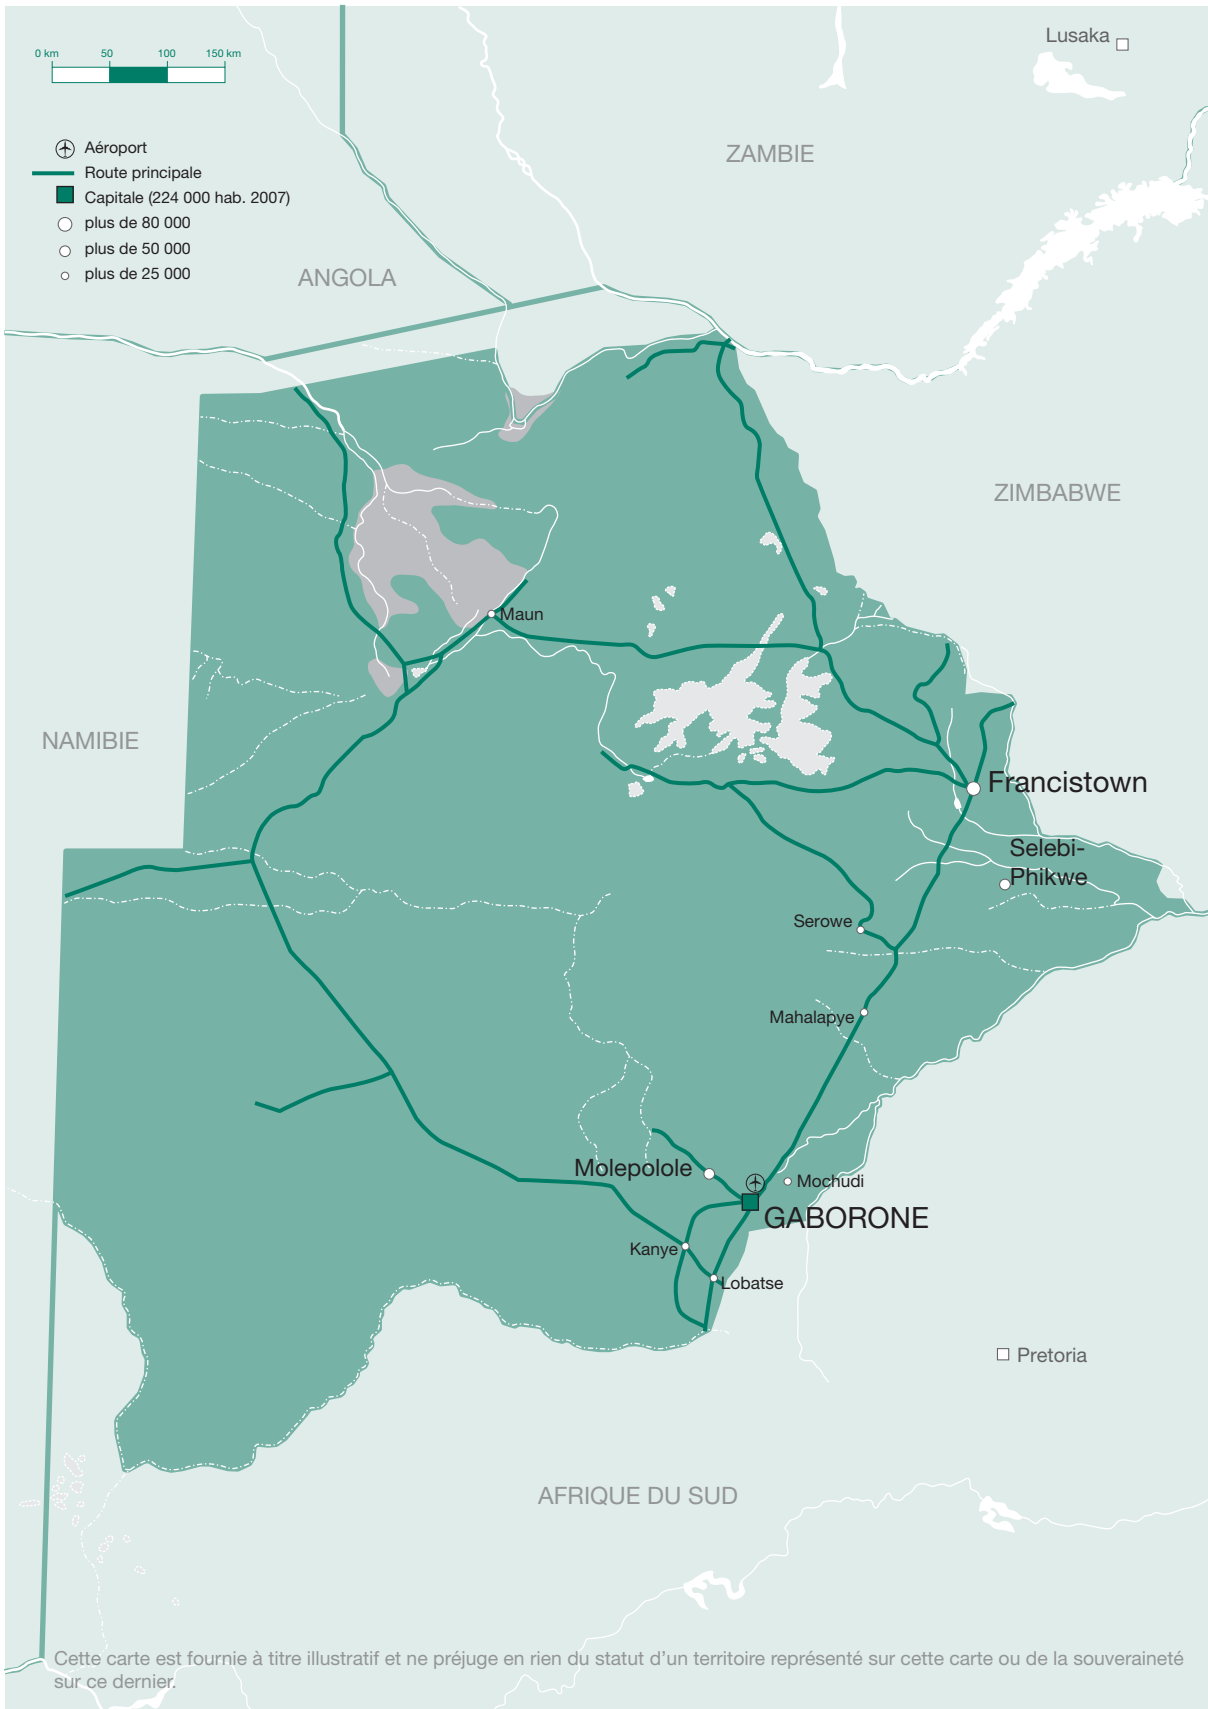 0 km 50 100 150 km
Lusaka
Aéroport
Route principale
Capitale (224 000 hab. 2007)
plus de 80 000
plus de 50 000
plus de 25 000
ZAMBIE
ANGOLA
ZIMBABWE
Maun
NAMIBIE
Francistown
Selebi-
Phikwe
Serowe
Mahalapye
Molepolole
Mochudi
GABORONE
Kanye
Lobatse
Pretoria
AFRIQUE DU SUD
Cette carte est fournie à titre illustratif et ne préjuge en rien du statut d’un territoire représenté sur cette carte ou de la souveraineté
sur ce dernier.